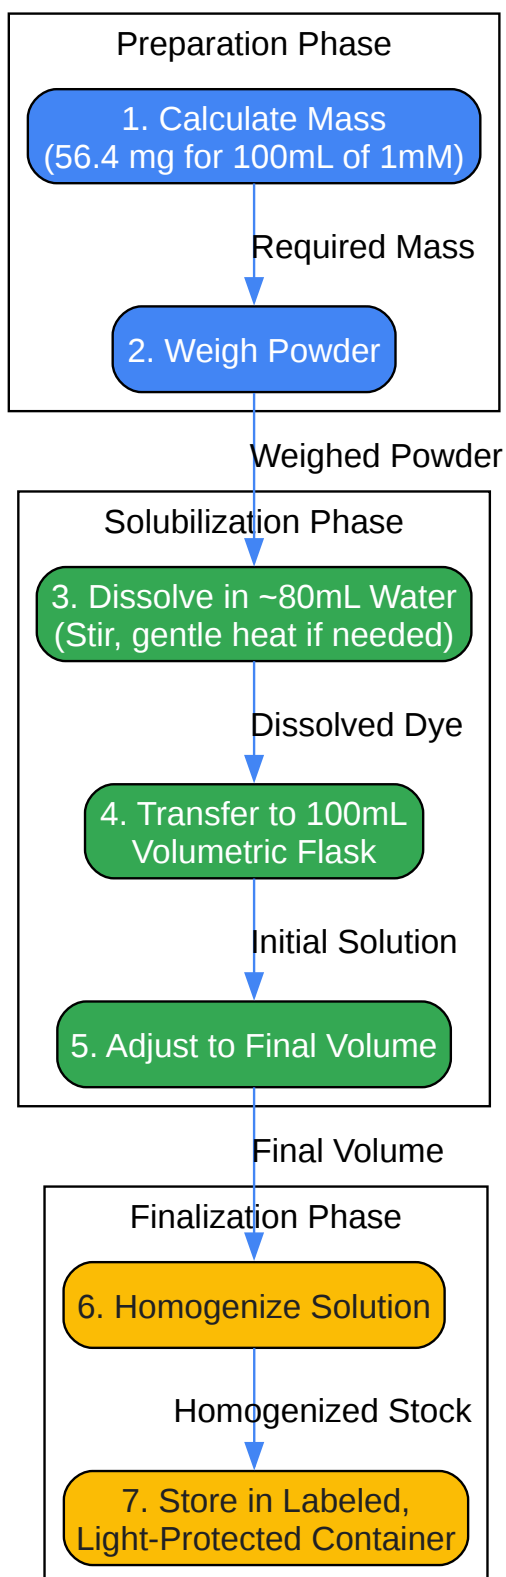 Preparation Phase
1. Calculate Mass
(56.4 mg for 100mL of 1mM)
Required Mass
2. Weigh Powder
Weighed Powder
Solubilization Phase
3. Dissolve in ~80mL Water
(Stir, gentle heat if needed)
Dissolved Dye
4. Transfer to 100mL
Volumetric Flask
Initial Solution
5. Adjust to Final Volume
Final Volume
Finalization Phase
6. Homogenize Solution
Homogenized Stock
7. Store in Labeled,
Light-Protected Container